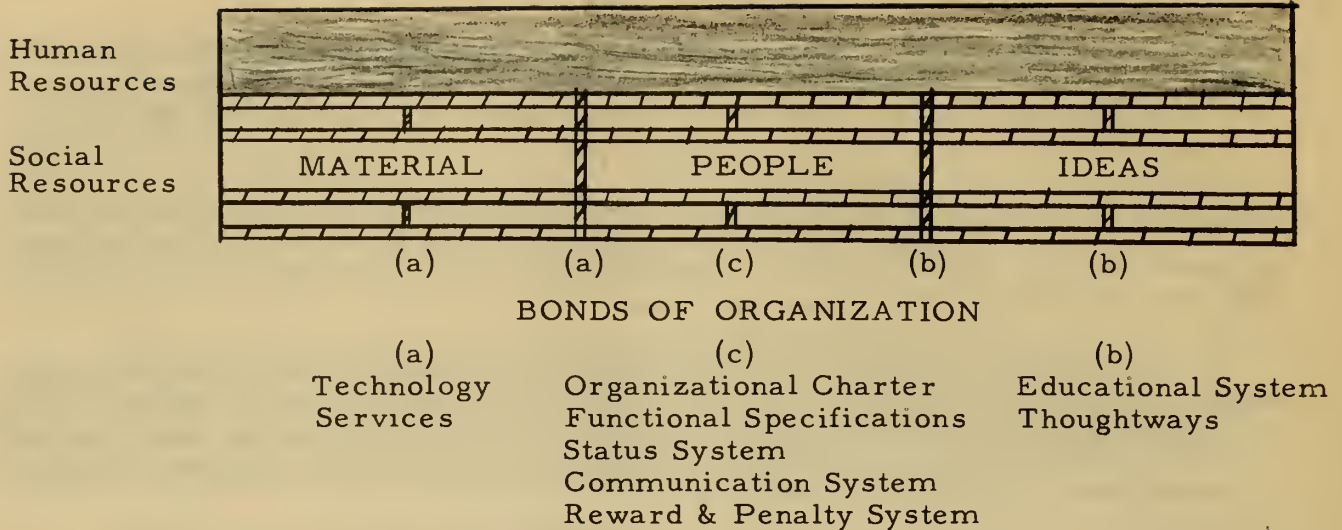 Human
Resources
Social
Resources
MATERIAL PEOPLE IDEAS
(a) (a) (c) (b) (b)
BONDS OF ORGANIZATION
(a) (c) (b)
Technology Organizational Charter Educational System
Services Functional Specifications Thoughtways
Status System
Communication System
Reward & Penalty System